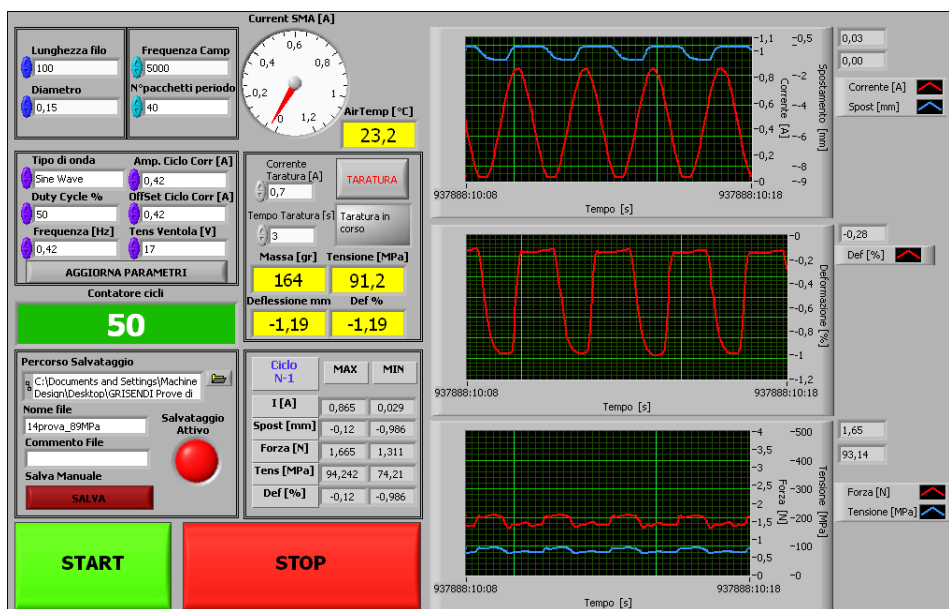 Current SMA [A]
Lunghezza filo
100
Diametro
0,15
Frequenza Camp
5000
N°pacchetti periodo
40
0
0,2
0,4
0,6
0,8
1
1,2
AirTemp [°C]
23,2
Tipo di onda
Sine Wave
Duty Cycle %
50
Frequenza [Hz]
0,42
Amp. Ciclo Corr [A]
0,42
OffSet Ciclo Corr [A]
0,42
Tens Ventola [V]
17
AGGIORNA PARAMETRI
Corrente
Taratura [A]
0,7
TARATURA
Tempo Taratura [s]
3
Taratura in
corso
Massa [gr]
164
Tensione [MPa]
91,2
Deflessione mm
-1,19
Def %
-1,19
Contatore cicli
50
Percorso Salvataggio
C:\Documents and Settings\Machine
Design\Desktop\GRISENDI Prove di
Nome file
14prova_89MPa
Commento File
Salva Manuale
SALVA
Salvataggio
Attivo
Ciclo
N-1
MAX MIN
I [A] 0,865 0,029
Spost [mm] -0,12 -0,986
Forza [N] 1,665 1,311
Tens [MPa] 94,242 74,21
Def [%] -0,12 -0,986
START
STOP
-1,1
-1
-0,8
-0,6
-0,4
-0,2
-0
Corrente [A]
-0,5
-2
-4
-6
-8
-9
Spostamento [mm]
937888:10:08
937888:10:18
Tempo [s]
0,03
0,00
Corrente [A]
Spost [mm]
-0
-0,2
-0,4
-0,6
-0,8
-1
-1,2
Deformazione [%]
937888:10:08
937888:10:18
Tempo [s]
-0,28
Def [%]
-4
-3,5
-3
-2,5
-2
-1,5
-1
-0,5
-0
Forza [N]
-500
-400
-300
-200
-100
-0
Tensione [MPa]
937888:10:08
937888:10:18
Tempo [s]
1,65
93,14
Forza [N]
Tensione [MPa]